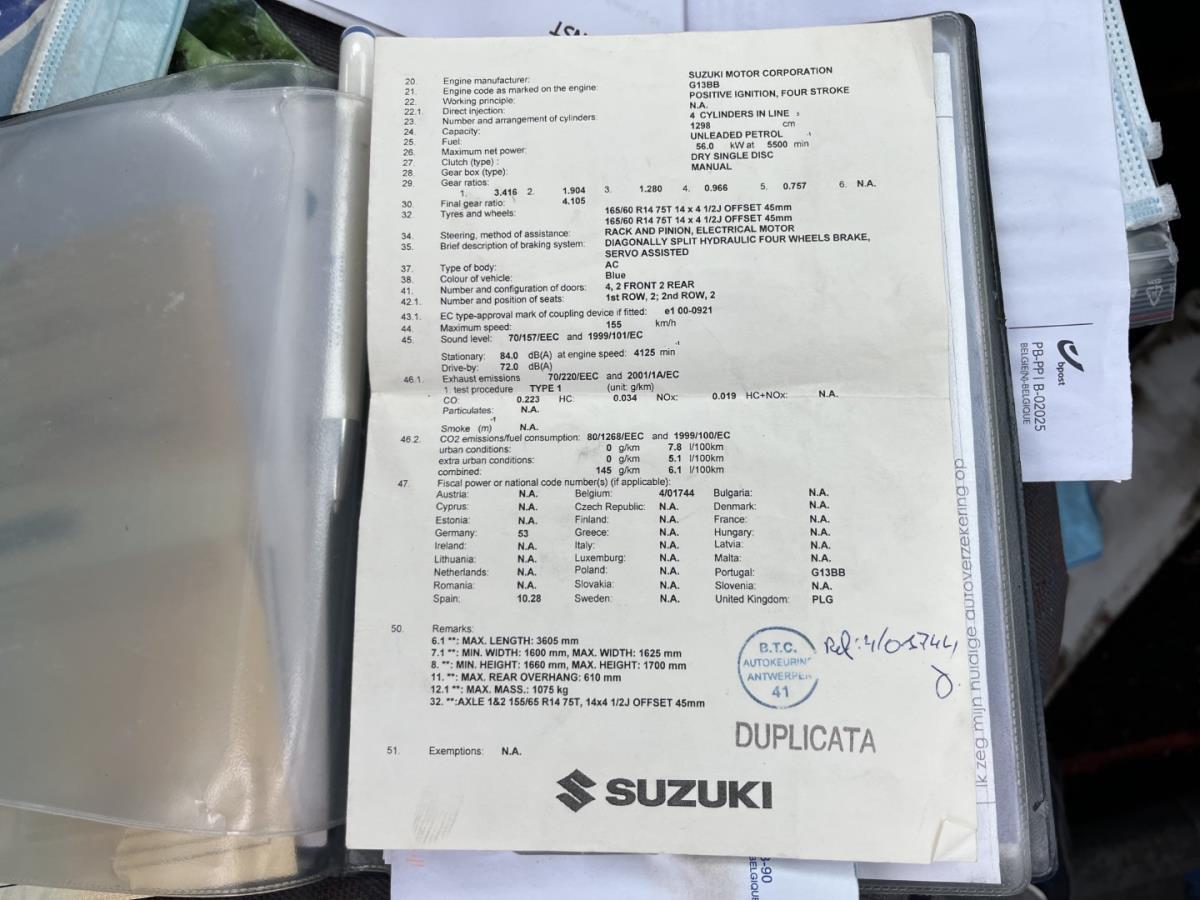 20. Engine manufacturer: SUZUKI MOTOR CORPORATION
21. Engine code as marked on the engine: G13BB
22. Working principle: POSITIVE IGNITION, FOUR STROKE
22.1. Direct injection: N.A.
23. Number and arrangement of cylinders: 4 CYLINDERS IN LINE
24. Capacity: 1298 cm 3
25. Fuel: UNLEADED PETROL
26. Maximum net power: 56.0 kW at 5500 min -1
27. Clutch (type) : DRY SINGLE DISC
28. Gear box (type): MANUAL
29. Gear ratios:
1. 3.416 2. 1.904 3. 1.280 4. 0.966 5. 0.757 6. N.A.
30. Final gear ratio: 4.105
32. Tyres and wheels: 165/60 R14 75T 14 x 4 1/2J OFFSET 45mm
165/60 R14 75T 14 x 4 1/2J OFFSET 45mm
34. Steering, method of assistance: RACK AND PINION, ELECTRICAL MOTOR
35. Brief description of braking system: DIAGONALLY SPLIT HYDRAULIC FOUR WHEELS BRAKE,
SERVO ASSISTED
37. Type of body: AC
38. Colour of vehicle: Blue
41. Number and configuration of doors: 4, 2 FRONT 2 REAR
42.1. Number and position of seats: 1st ROW, 2; 2nd ROW, 2
43.1. EC type-approval mark of coupling device if fitted: e1 00-0921
44. Maximum speed: 155 km/h
45. Sound level: 70/157/EEC and 1999/101/EC
Stationary: 84.0 dB(A) at engine speed: 4125 min -1
Drive-by: 72.0 dB(A)
46.1. Exhaust emissions 70/220/EEC and 2001/1A/EC
1. test procedure TYPE 1 (unit: g/km)
CO: 0.223 HC: 0.034 NOx: 0.019 HC+NOx: N.A.
Particulates: N.A.
Smoke (m) -1 N.A.
46.2. CO2 emissions/fuel consumption: 80/1268/EEC and 1999/100/EC
urban conditions: 0 g/km 7.8 l/100km
extra urban conditions: 0 g/km 5.1 l/100km
combined: 145 g/km 6.1 l/100km
47. Fiscal power or national code number(s) (if applicable):
Austria: N.A. Belgium: 4/01744 Bulgaria: N.A.
Cyprus: N.A. Czech Republic: N.A. Denmark: N.A.
Estonia: N.A. Finland: N.A. France: N.A.
Germany: 53 Greece: N.A. Hungary: N.A.
Ireland: N.A. Italy: N.A. Latvia: N.A.
Lithuania: N.A. Luxemburg: N.A. Malta: N.A.
Netherlands: N.A. Poland: N.A. Portugal: G13BB
Romania: N.A. Slovakia: N.A. Slovenia: N.A.
Spain: 10.28 Sweden: N.A. United Kingdom: PLG
50. Remarks:
6.1 **: MAX. LENGTH: 3605 mm
7.1 **: MIN. WIDTH: 1600 mm, MAX. WIDTH: 1625 mm
8. **: MIN. HEIGHT: 1660 mm, MAX. HEIGHT: 1700 mm
11. **: MAX. REAR OVERHANG: 610 mm
12.1 **: MAX. MASS.: 1075 kg
32. **:AXLE 1&2 155/65 R14 75T, 14x4 1/2J OFFSET 45mm
B.T.C.
AUTOKEURING
ANTWERPEN
41
DUPLICATA
51. Exemptions: N.A.
SUZUKI
ik zeg mijn huidige autoverzekering op
bpost
PB-PP | B-02025
BELGIE(N)-BELGIQUE